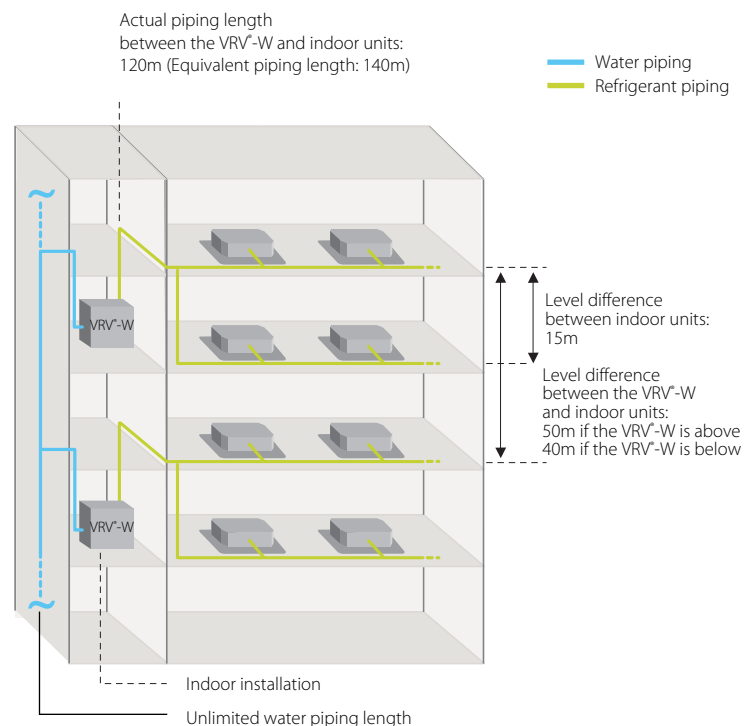 Actual piping length
between the VRV®-W and indoor units:
120m (Equivalent piping length: 140m)
Water piping
Refrigerant piping
VRV®-W
Level difference
between indoor units:
15m
Level difference
between the VRV®-W
and indoor units:
50m if the VRV®-W is above
40m if the VRV®-W is below
VRV®-W
Indoor installation
Unlimited water piping length